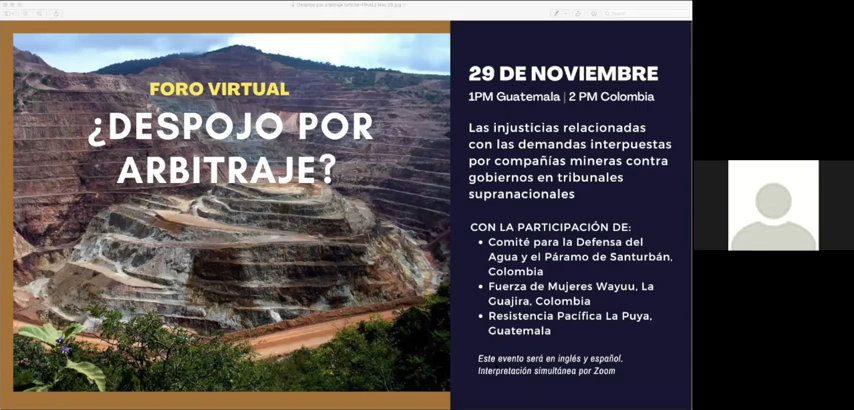 FORO VIRTUAL
¿DESPOJO POR
ARBITRAJE?
29 DE NOVIEMBRE
1PM Guatemala | 2 PM Colombia
Las injusticias relacionadas
con las demandas interpuestas
por compañías mineras contra
gobiernos en tribunales
supranacionales
CON LA PARTICIPACIÓN DE:
• Comité para la Defensa del
Agua y el Páramo de Santurbán,
Colombia
• Fuerza de Mujeres Wayuu, La
Guajira, Colombia
• Resistencia Pacífica La Puya,
Guatemala
Este evento será en inglés y español.
Interpretación simultánea por Zoom